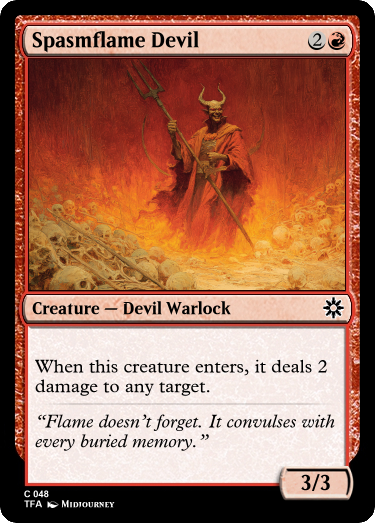 Spasmflame Devil 2
Creature — Devil Warlock
When this creature enters, it deals 2
damage to any target.
“Flame doesn’t forget. It convulses with
every buried memory.”
3/3
C 048
TFA Midjourney